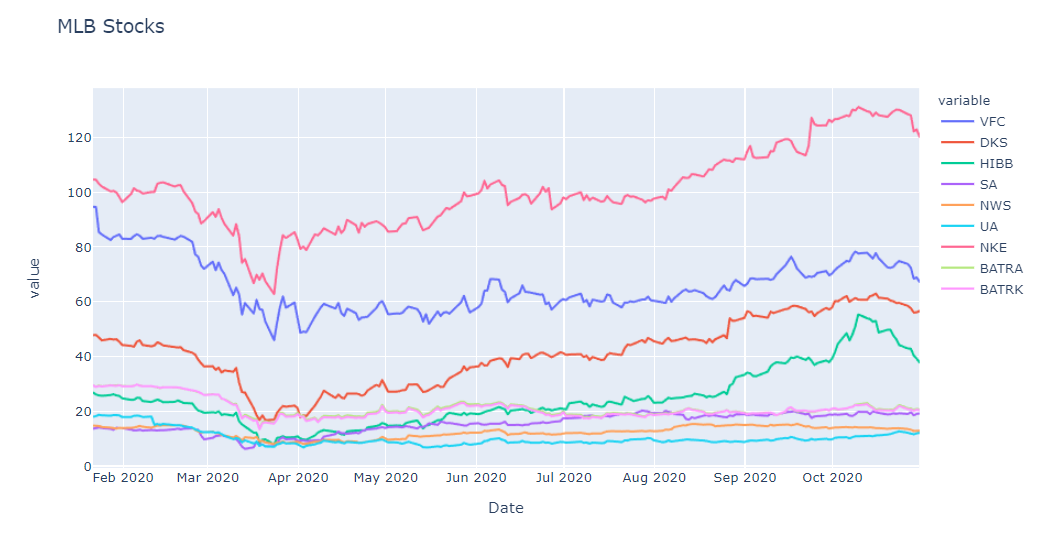 MLB Stocks
variable
VFC
DKS
HIBB
SA
NWS
UA
NKE
BATRA
BATRK
value
120
100
80
60
40
20
0
Feb 2020 Mar 2020 Apr 2020 May 2020 Jun 2020 Jul 2020 Aug 2020 Sep 2020 Oct 2020
Date